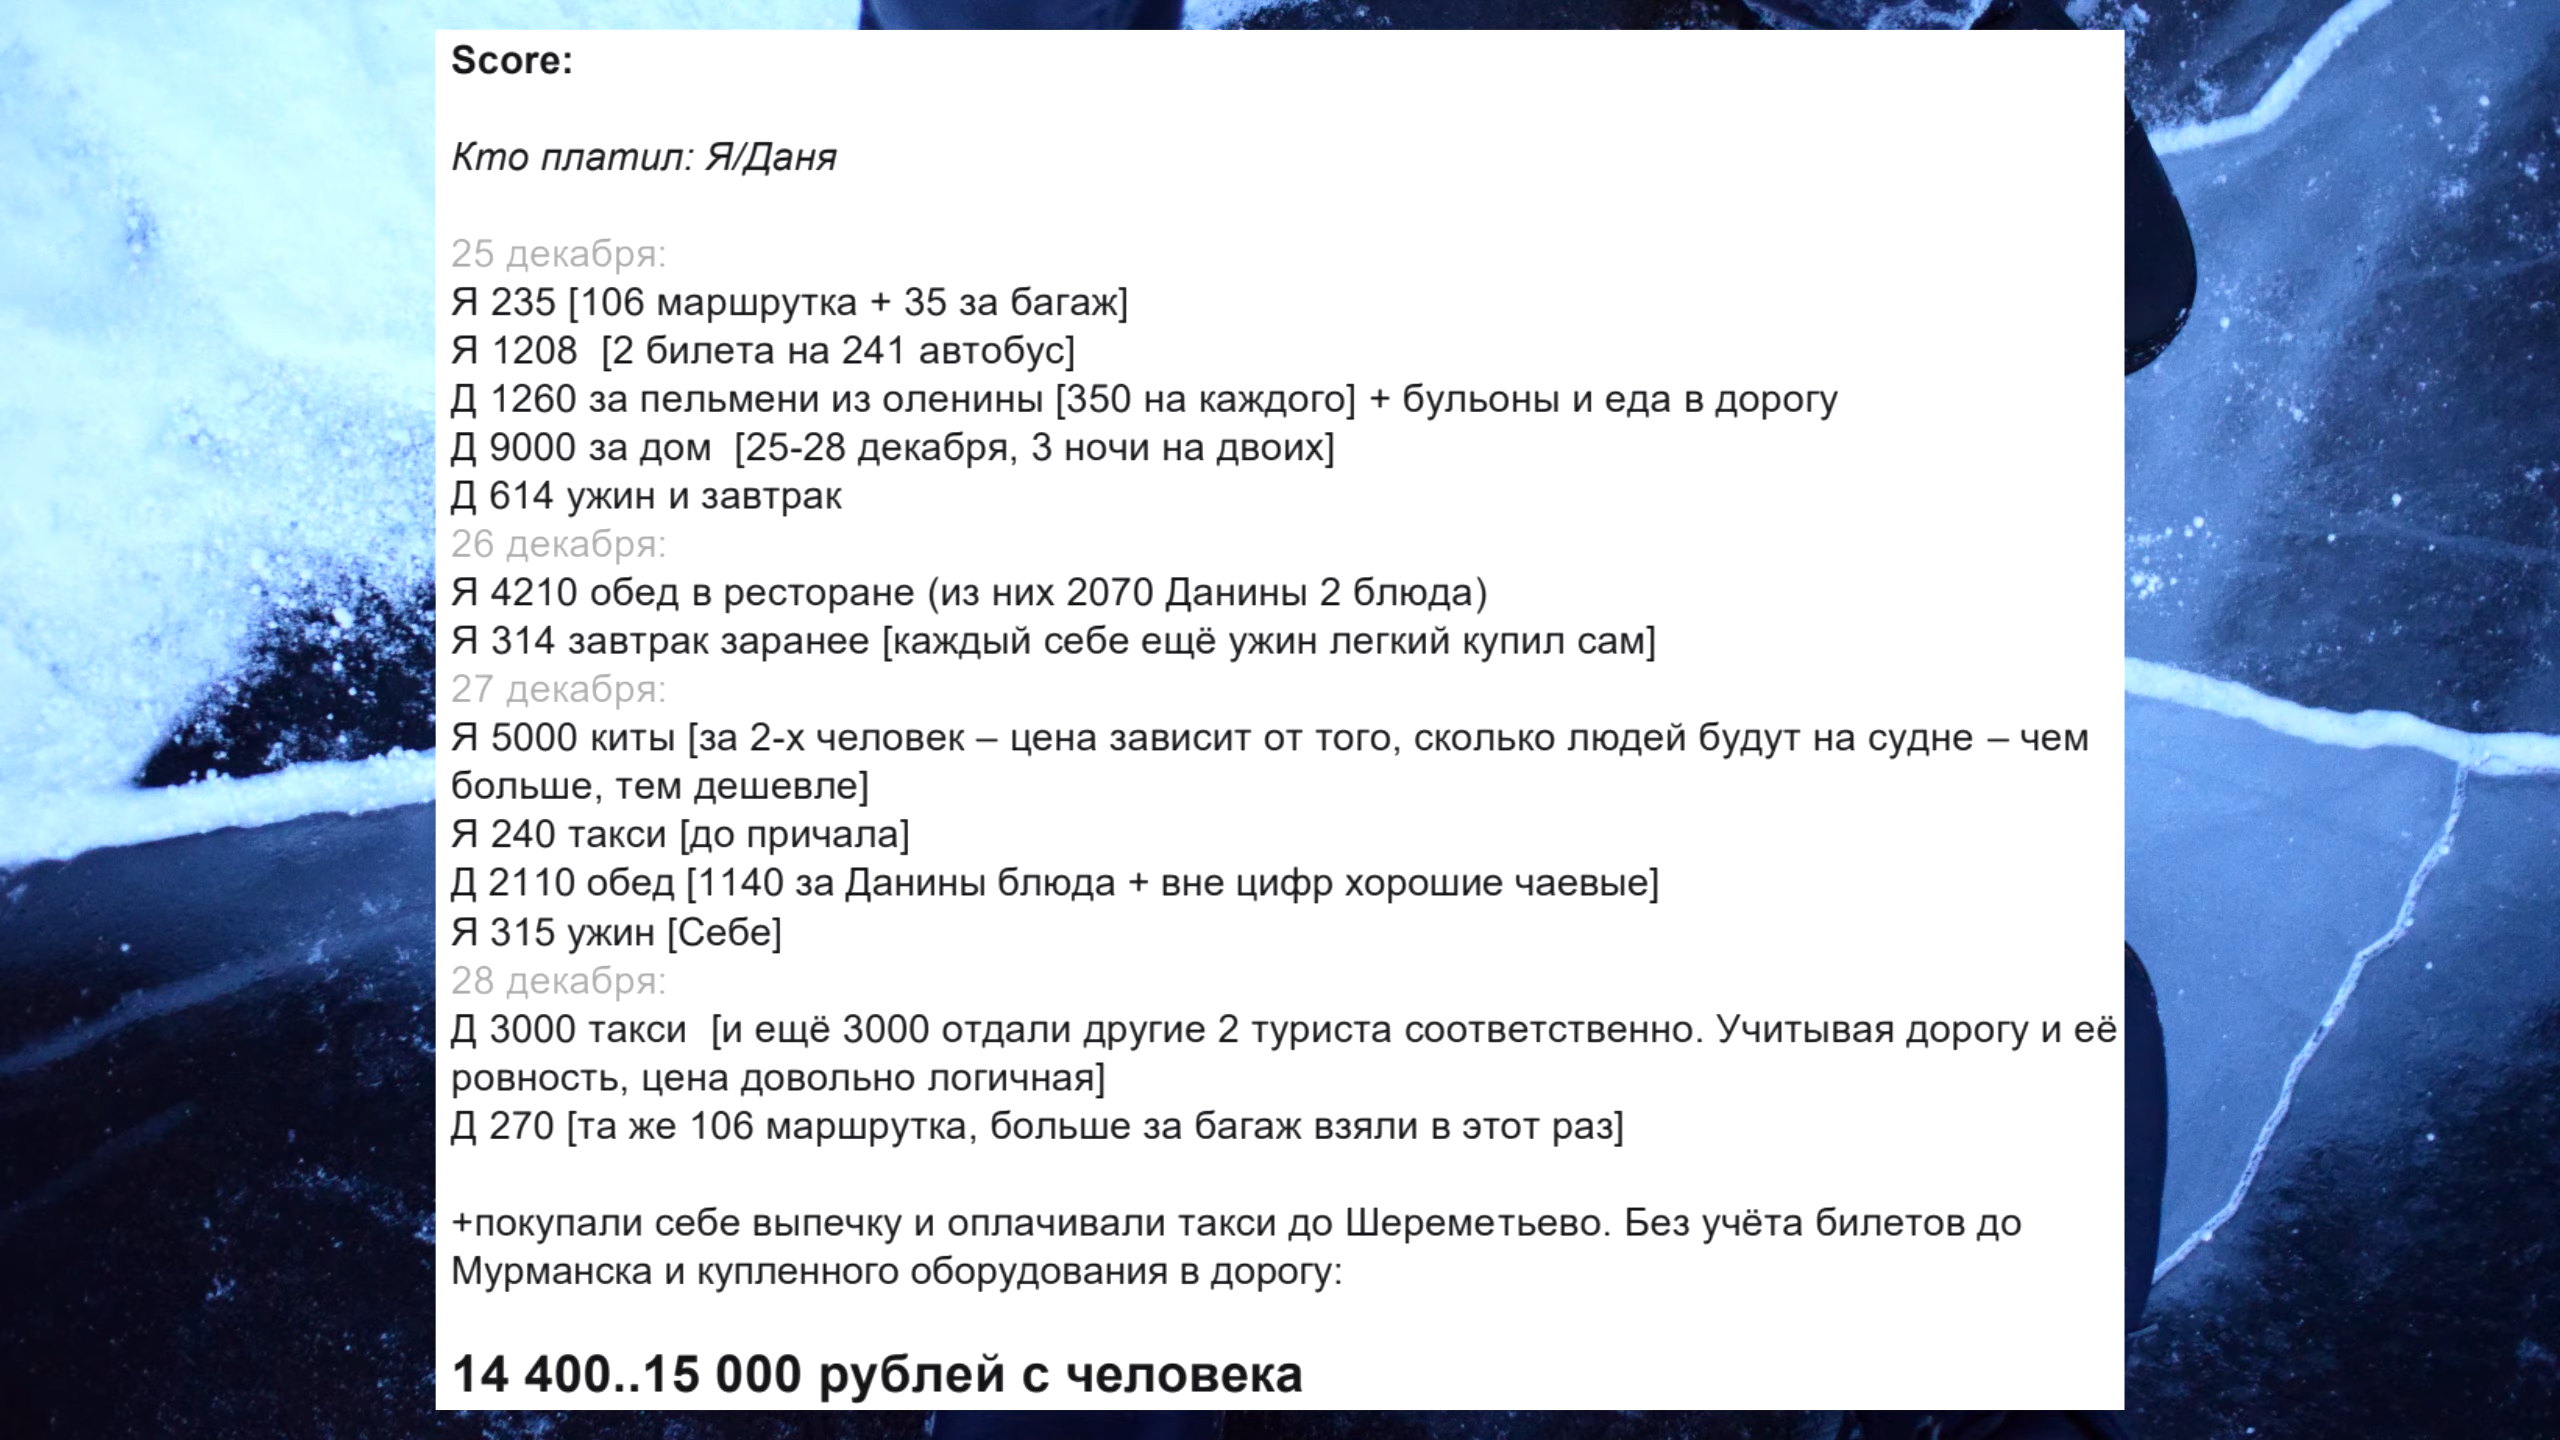 Score:
Кто платил: Я/Даня
25 декабря:
Я 235 [106 маршрутка + 35 за багаж]
Я 1208 [2 билета на 241 автобус]
Д 1260 за пельмени из оленины [350 на каждого] + бульоны и еда в дорогу
Д 9000 за дом [25-28 декабря, 3 ночи на двоих]
Д 614 ужин и завтрак
26 декабря:
Я 4210 обед в ресторане (из них 2070 Данины 2 блюда)
Я 314 завтрак заранее [каждый себе ещё ужин легкий купил сам]
27 декабря:
Я 5000 киты [за 2-х человек – цена зависит от того, сколько людей будут на судне – чем
больше, тем дешевле]
Я 240 такси [до причала]
Д 2110 обед [1140 за Данины блюда + вне цифр хорошие чаевые]
Я 315 ужин [Себе]
28 декабря:
Д 3000 такси [и ещё 3000 отдали другие 2 туриста соответственно. Учитывая дорогу и её
ровность, цена довольно логичная]
Д 270 [та же 106 маршрутка, больше за багаж взяли в этот раз]
+покупали себе выпечку и оплачивали такси до Шереметьево. Без учёта билетов до
Мурманска и купленного оборудования в дорогу:
14 400..15 000 рублей с человека